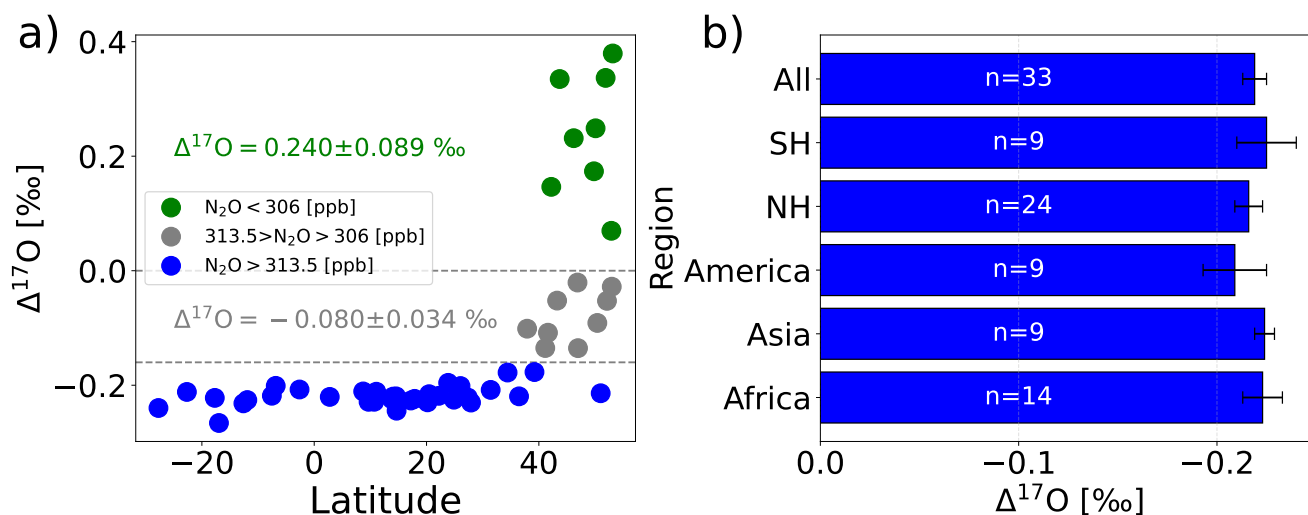 a)
0.4
0.2
0.0
−0.2
Δ¹⁷O [‰]
Δ¹⁷O = 0.240±0.089 ‰
N₂O < 306 [ppb]
313.5>N₂O > 306 [ppb]
N₂O > 313.5 [ppb]
Δ¹⁷O = − 0.080±0.034 ‰
−20
0
20
40
Latitude
b)
Region
All
n=33
SH
n=9
NH
n=24
America
n=9
Asia
n=9
Africa
n=14
0.0
−0.1
−0.2
Δ¹⁷O [‰]